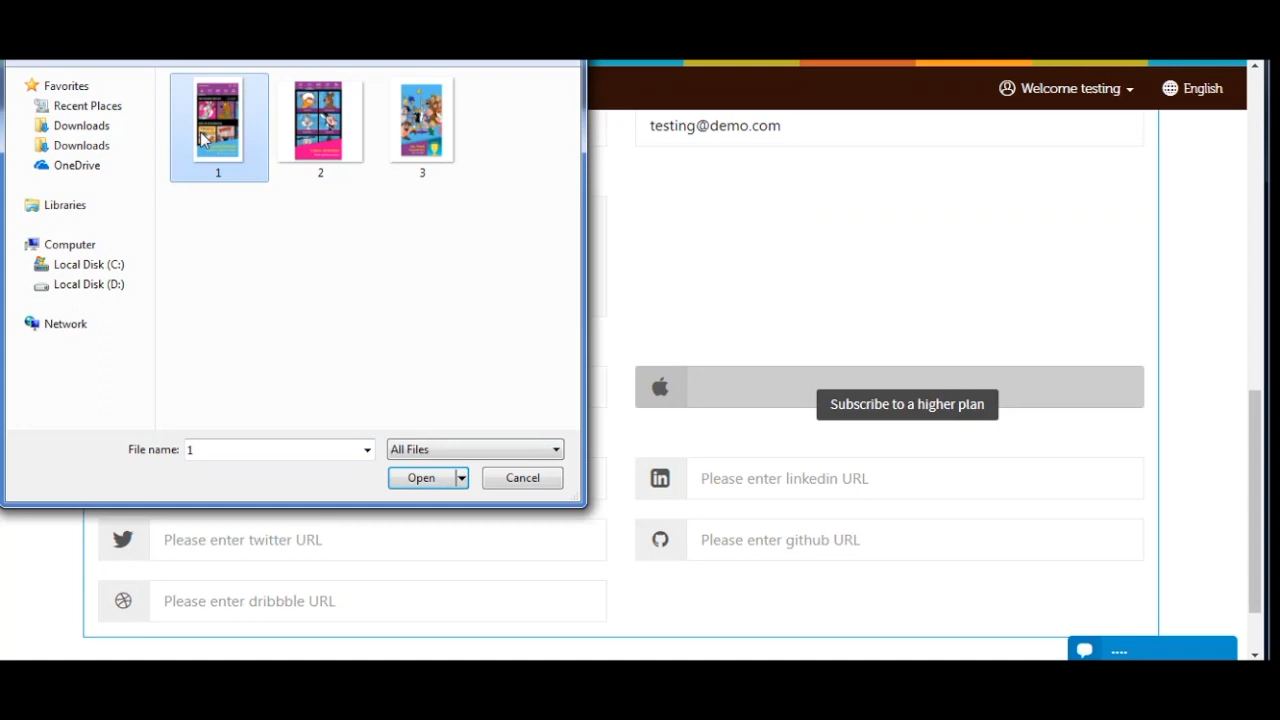 Welcome testing
English
Favorites
Recent Places
Downloads
Downloads
OneDrive
Libraries
Computer
Local Disk (C:)
Local Disk (D:)
Network
1
2
3
File name: 1
All Files
Open
Cancel
testing@demo.com
Subscribe to a higher plan
Please enter linkedin URL
Please enter twitter URL
Please enter github URL
Please enter dribbble URL
----